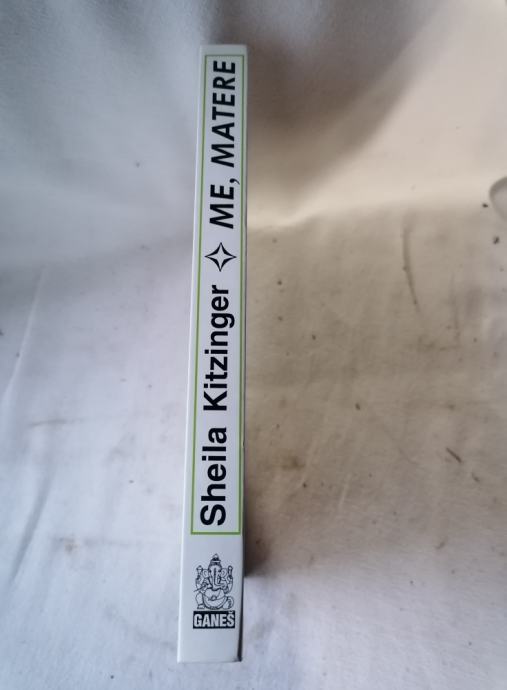 Sheila Kitzinger ✧ ME, MATERE
GANEŠ